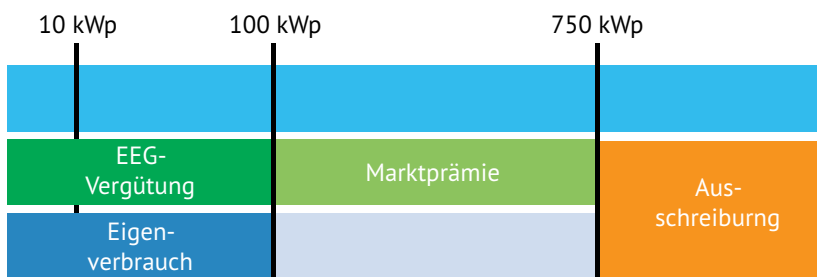 10 kWp
100 kWp
750 kWp
EEG-
Vergütung
Marktprämie
Aus-
schreiburng
Eigen-
verbrauch